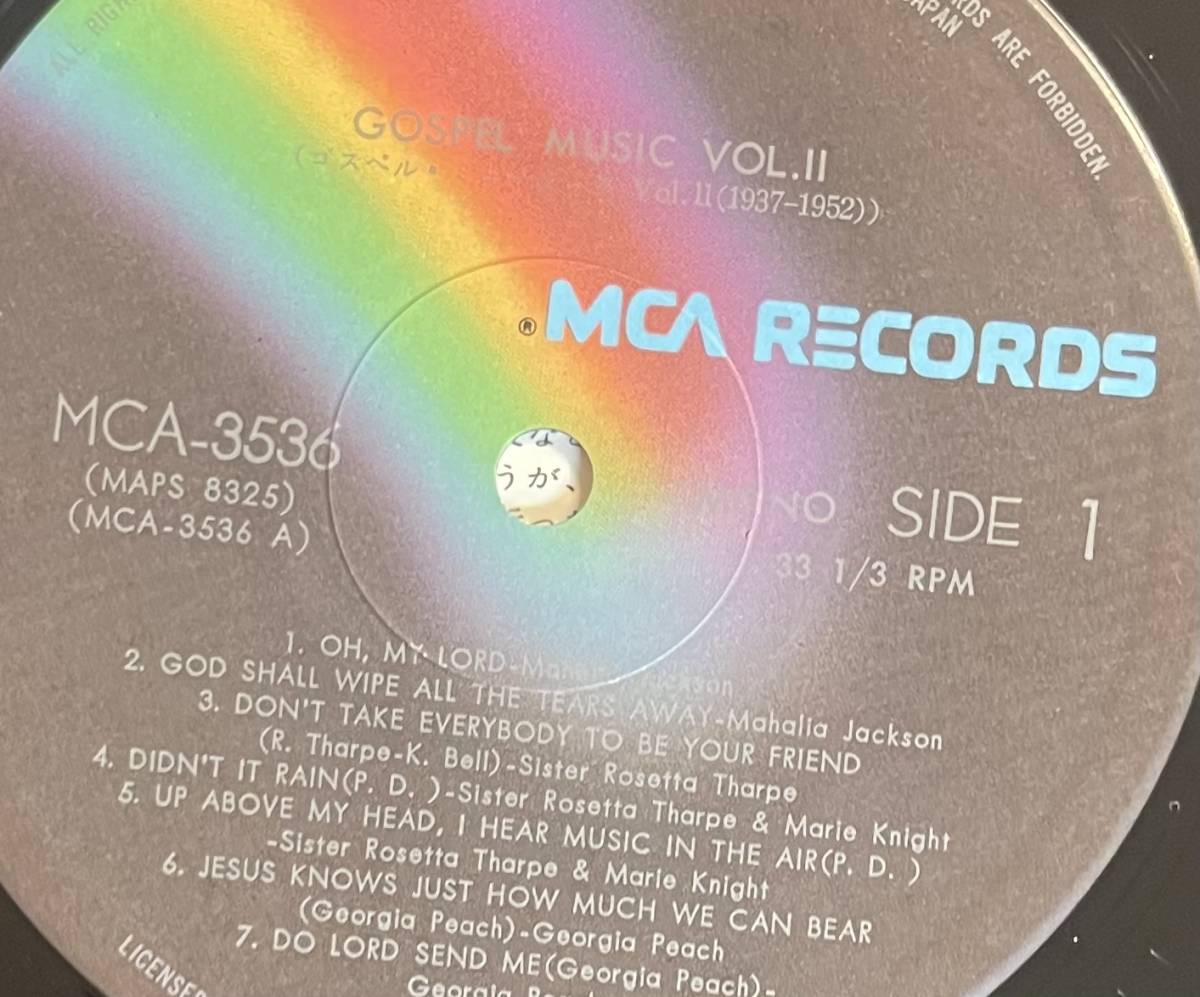 ALL RIGH
RDS ARE FORBIDDEN.
APAN
GOSPEL MUSIC VOL.II
(ゴスペル・
Vol.II(1937–1952))
® MCA RECORDS
MCA-3536
(MAPS 8325)
(MCA-3536 A)
うが、
SIDE 1
33 1/3 RPM
1. OH, MY LORD-Mahalia Jackson
2. GOD SHALL WIPE ALL THE TEARS AWAY-Mahalia Jackson
3. DON'T TAKE EVERYBODY TO BE YOUR FRIEND
(R. Tharpe-K. Bell)-Sister Rosetta Tharpe
4. DIDN'T IT RAIN(P. D. )-Sister Rosetta Tharpe & Marie Knight
5. UP ABOVE MY HEAD, I HEAR MUSIC IN THE AIR(P. D. )
-Sister Rosetta Tharpe & Marie Knight
6. JESUS KNOWS JUST HOW MUCH WE CAN BEAR
(Georgia Peach)-Georgia Peach
7. DO LORD SEND ME(Georgia Peach)-
Georgia
LICENSED